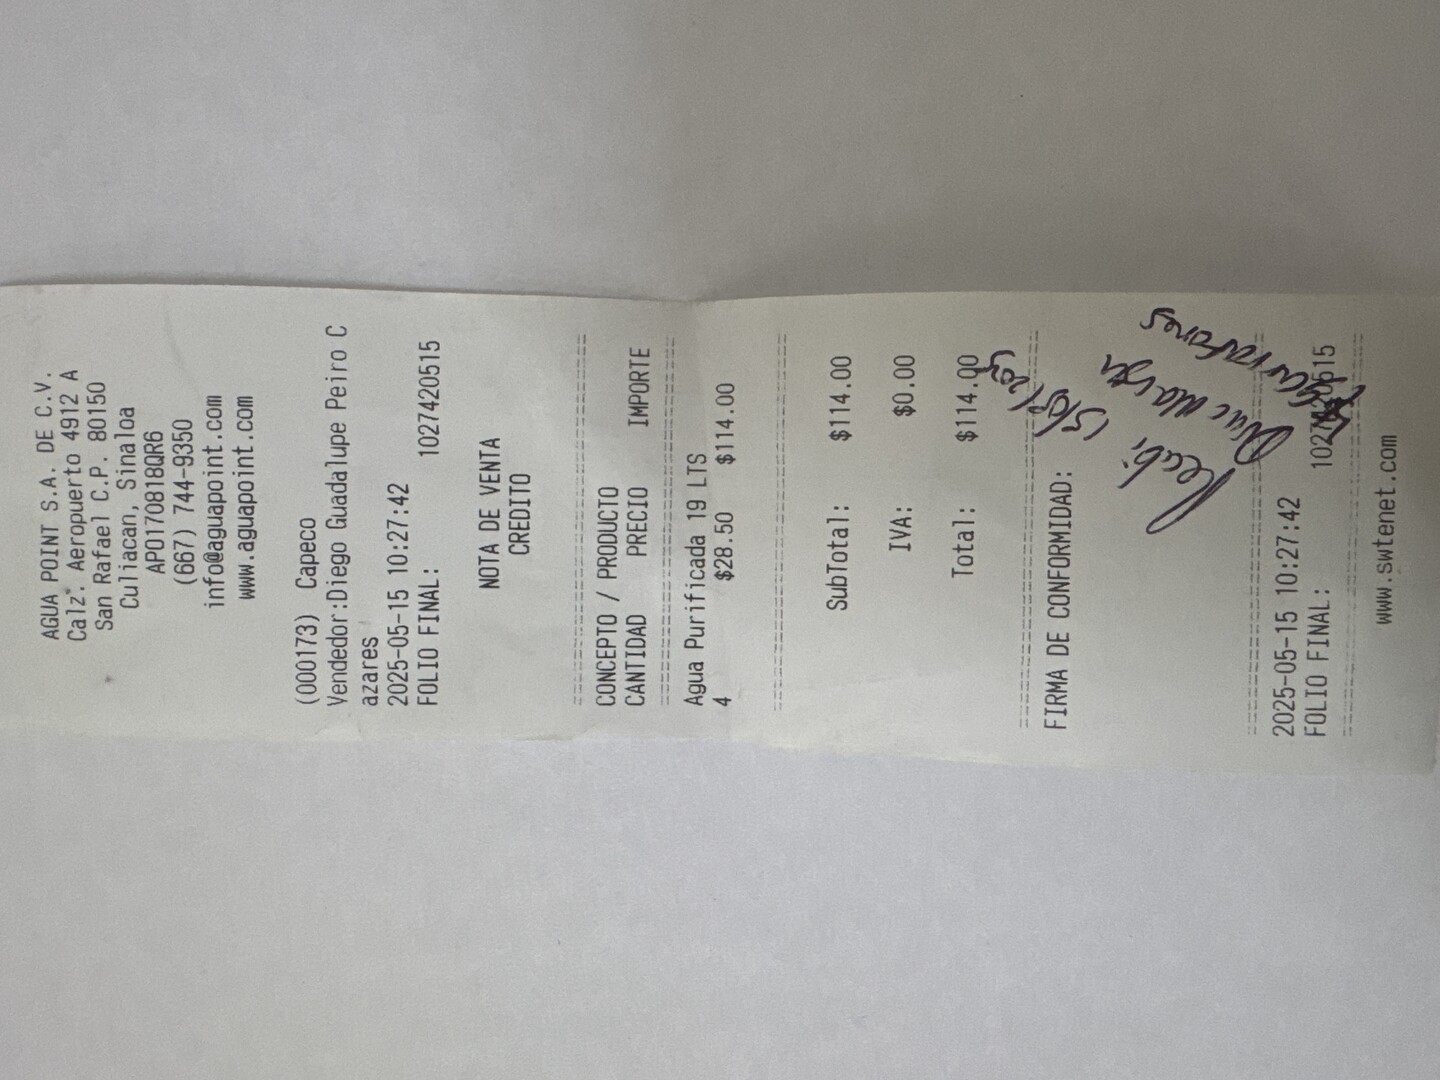 AGUA POINT S.A. DE C.V.
Calz. Aeropuerto 4912 A
San Rafael C.P. 80150
Culiacan, Sinaloa
APO170818QR6
(667) 744-9350
info@aguapoint.com
www.aguapoint.com
(000173) Capeco
Vendedor:Diego Guadalupe Peiro C
azares
2025-05-15 10:27:42
FOLIO FINAL: 1027420515
NOTA DE VENTA
CREDITO
CONCEPTO / PRODUCTO
CANTIDAD PRECIO IMPORTE
Agua Purificada 19 LTS
4 $28.50 $114.00
SubTotal: $114.00
IVA: $0.00
Total: $114.00
FIRMA DE CONFORMIDAD:
Recibi 15/05/2025
garrafones
2025-05-15 10:27:42
FOLIO FINAL:
www.swtenet.com